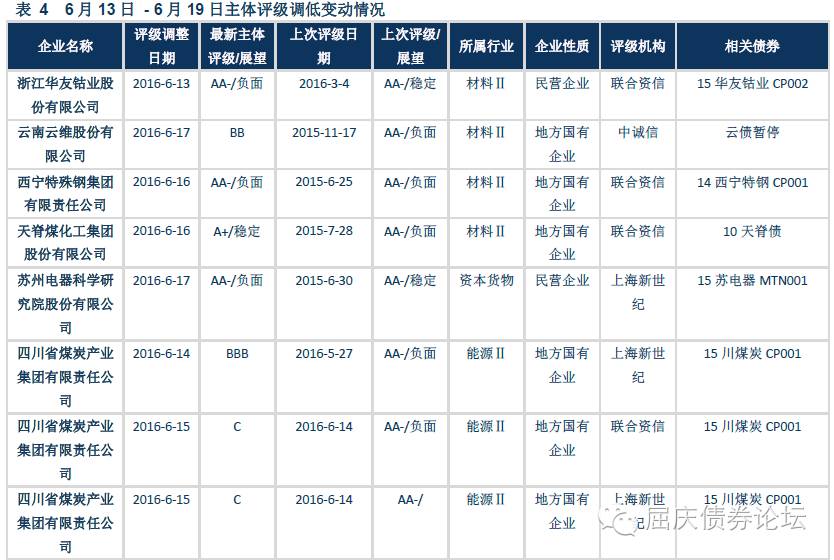 表 4 6 月 13 日 - 6 月 19 日主体评级调低变动情况
企业名称 评级调整日期 最新主体评级/展望 上次评级日期 上次评级/展望 所属行业 企业性质 评级机构 相关债券
浙江华友钴业股份有限公司 2016-6-13 AA-/负面 2016-3-4 AA-/稳定 材料Ⅱ 民营企业 联合资信 15 华友钴业 CP002
云南云维股份有限公司 2016-6-17 BB 2015-11-17 AA-/负面 材料Ⅱ 地方国有企业 中诚信 云债暂停
西宁特殊钢集团有限责任公司 2016-6-16 AA-/负面 2015-6-25 AA-/负面 材料Ⅱ 地方国有企业 联合资信 14 西宁特钢 CP001
天脊煤化工集团股份有限公司 2016-6-16 A+/稳定 2015-7-28 AA-/负面 材料Ⅱ 地方国有企业 联合资信 10 天脊债
苏州电器科学研究院股份有限公司 2016-6-17 AA-/负面 2015-6-30 AA-/稳定 资本货物 民营企业 上海新世纪 15 苏电器 MTN001
四川省煤炭产业集团有限责任公司 2016-6-14 BBB 2016-5-27 AA-/负面 能源Ⅱ 地方国有企业 上海新世纪 15 川煤炭 CP001
四川省煤炭产业集团有限责任公司 2016-6-15 C 2016-6-14 AA-/负面 能源Ⅱ 地方国有企业 联合资信 15 川煤炭 CP001
四川省煤炭产业集团有限责任公司 2016-6-15 C 2016-6-14 AA-/ 能源Ⅱ 地方国有企业 上海新世纪 15 川煤炭 CP001
屈庆债券论坛